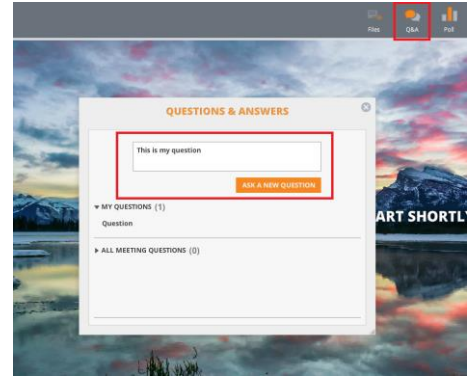 Files Q&A Poll
QUESTIONS & ANSWERS
This is my question
ASK A NEW QUESTION
MY QUESTIONS (1)
Question
ALL MEETING QUESTIONS (0)
ART SHORTLY